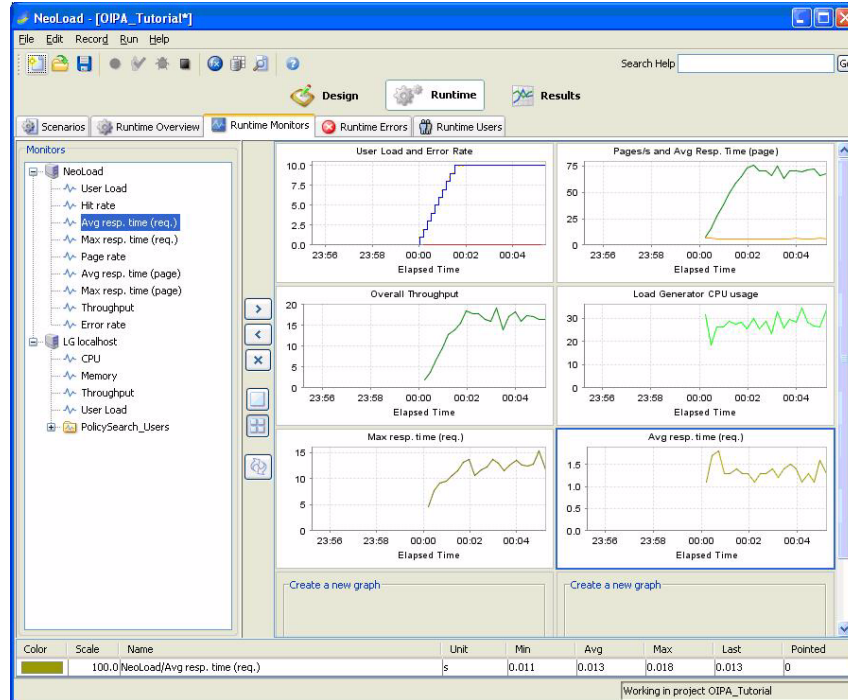 NeoLoad - [OIPA_Tutorial*]
File Edit Record Run Help
Search Help
Design Runtime Results
Scenarios Runtime Overview Runtime Monitors Runtime Errors Runtime Users
Monitors
NeoLoad
User Load
Hit rate
Avg resp. time (req.)
Max resp. time (req.)
Page rate
Avg resp. time (page)
Max resp. time (page)
Throughput
Error rate
LG localhost
CPU
Memory
Throughput
User Load
PolicySearch_Users
User Load and Error Rate
10.0
7.5
5.0
2.5
0.0
23:56 23:58 00:00 00:02 00:04
Elapsed Time
Pages/s and Avg Resp. Time (page)
75
50
25
0
23:56 23:58 00:00 00:02 00:04
Elapsed Time
Overall Throughput
20
15
10
5
0
23:56 23:58 00:00 00:02 00:04
Elapsed Time
Load Generator CPU usage
30
20
10
0
23:56 23:58 00:00 00:02 00:04
Elapsed Time
Max resp. time (req.)
15
10
5
0
23:56 23:58 00:00 00:02 00:04
Elapsed Time
Avg resp. time (req.)
1.5
1.0
0.5
0.0
23:56 23:58 00:00 00:02 00:04
Elapsed Time
Create a new graph Create a new graph
Color Scale Name Unit Min Avg Max Last Pointed
100.0 NeoLoad/Avg resp. time (req.) s 0.011 0.013 0.018 0.013 0
Working in project OIPA_Tutorial